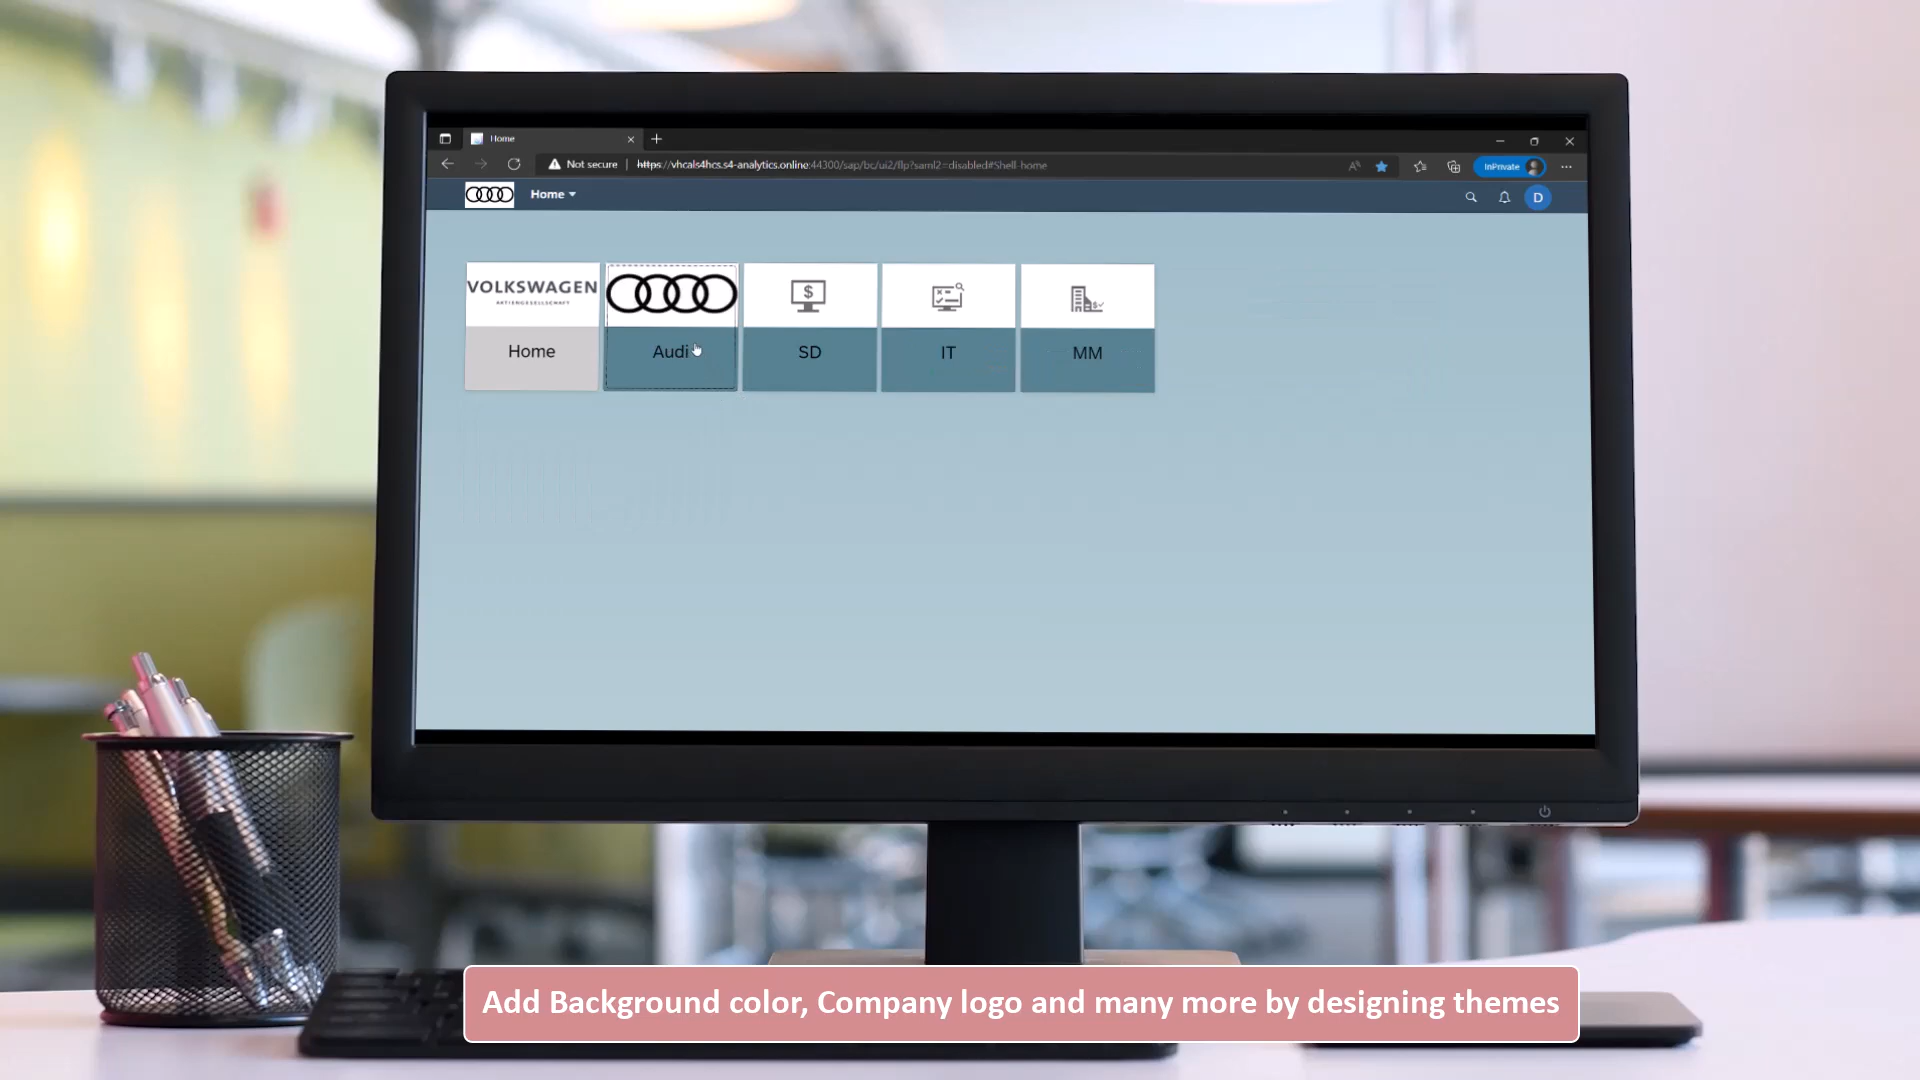 Home
Not secure | https://vhcals4hcs.s4-analytics.online:44300/sap/bc/ui2/flp?saml2=disabled#Shell-home
InPrivate
Home
D
VOLKSWAGEN
AKTIENGESELLSCHAFT
Home
Audi
SD
IT
MM
Add Background color, Company logo and many more by designing themes